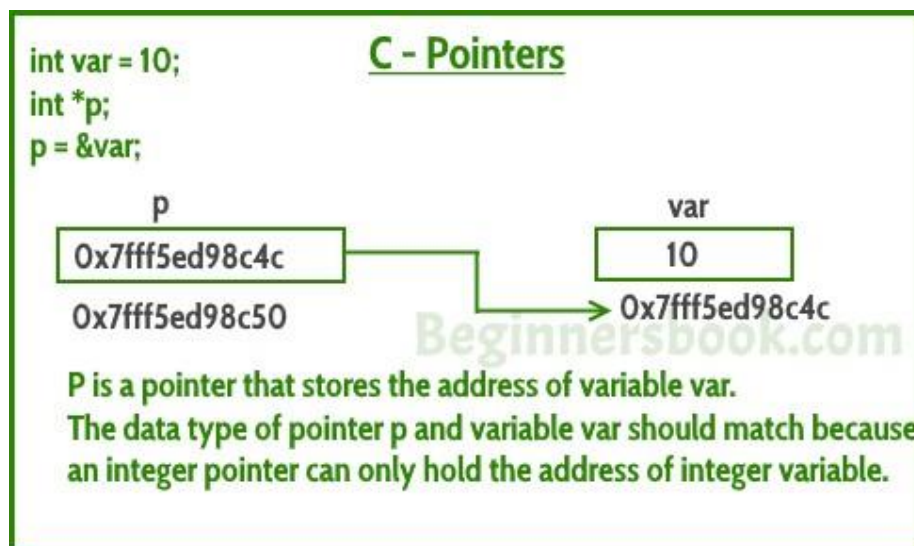 C - Pointers
int var = 10;
int *p;
p = &var;
p
var
0x7fff5ed98c4c
10
0x7fff5ed98c50
0x7fff5ed98c4c
Beginnersbook.com
P is a pointer that stores the address of variable var.
The data type of pointer p and variable var should match because
an integer pointer can only hold the address of integer variable.